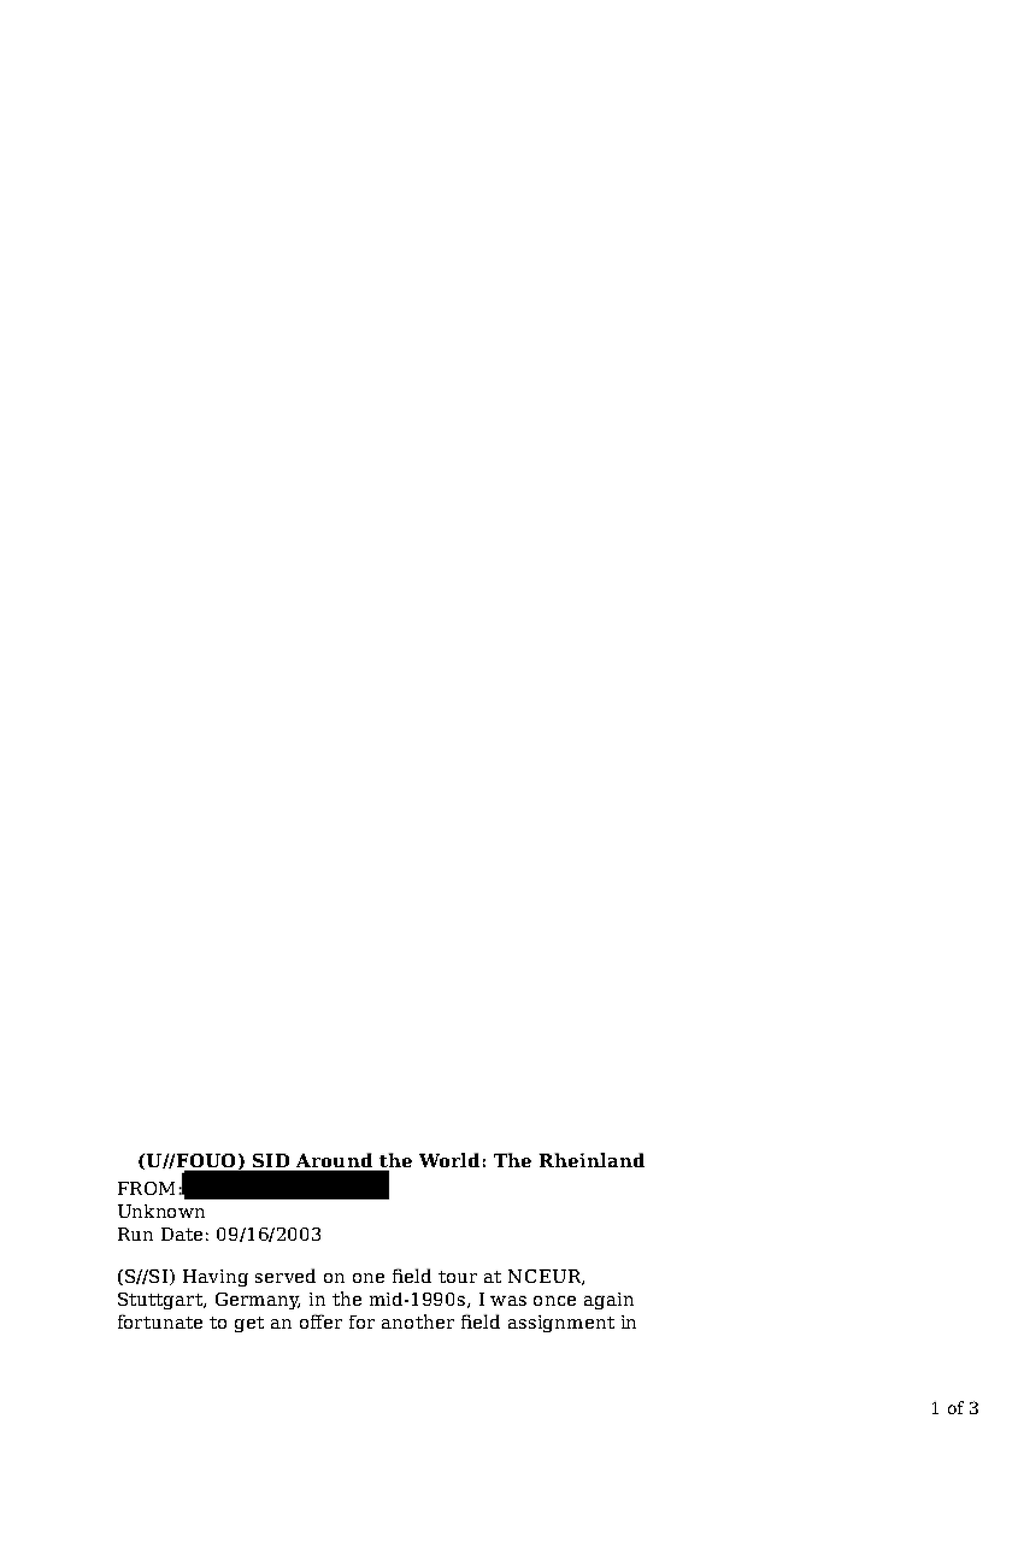 (U//FOUO) SID Around the World: The Rheinland
FROM:
Unknown
Run Date: 09/16/2003
(S//SI) Having served on one field tour at NCEUR,
Stuttgart, Germany, in the mid-1990s, I was once again
fortunate to get an offer for another field assignment in
1 of 3